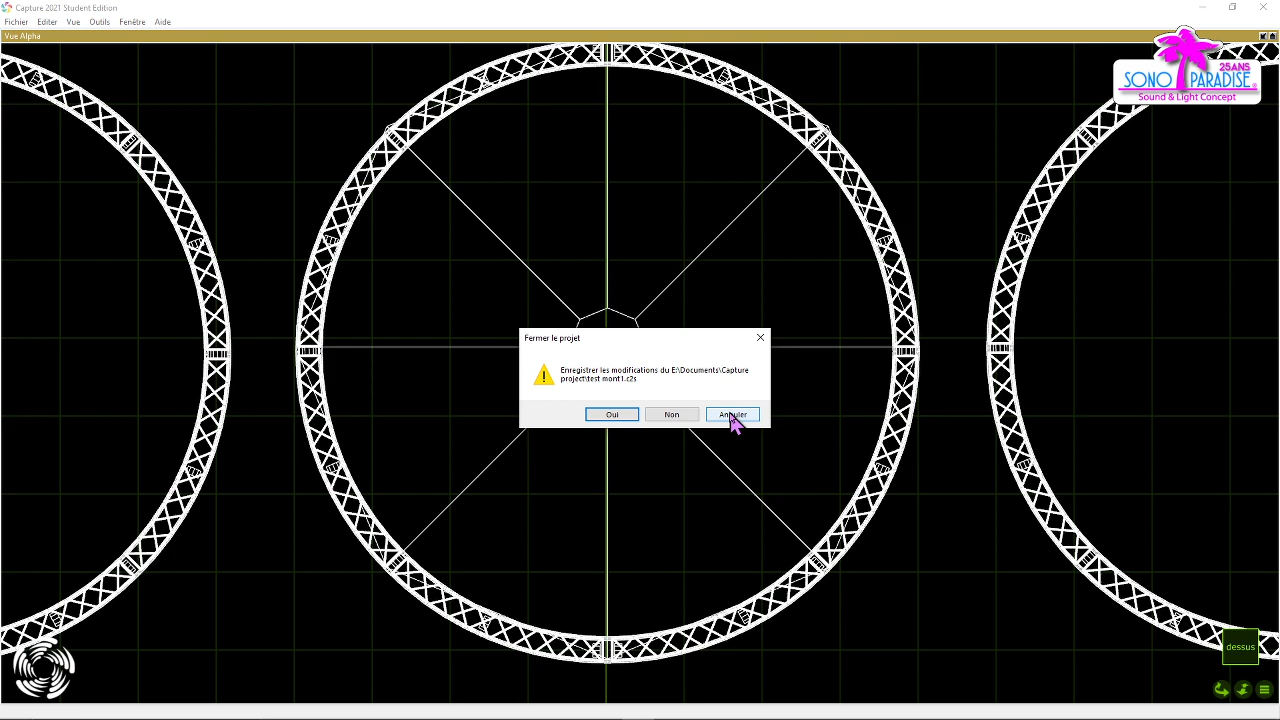 Capture 2021 Student Edition
Fichier Editer Vue Outils Fenêtre Aide
Vue Alpha
25ANS
SONO PARADISE
Sound & Light Concept
Fermer le projet
Enregistrer les modifications du E:\Documents\Capture
project\test mont1.c2s
Oui Non Annuler
dessus